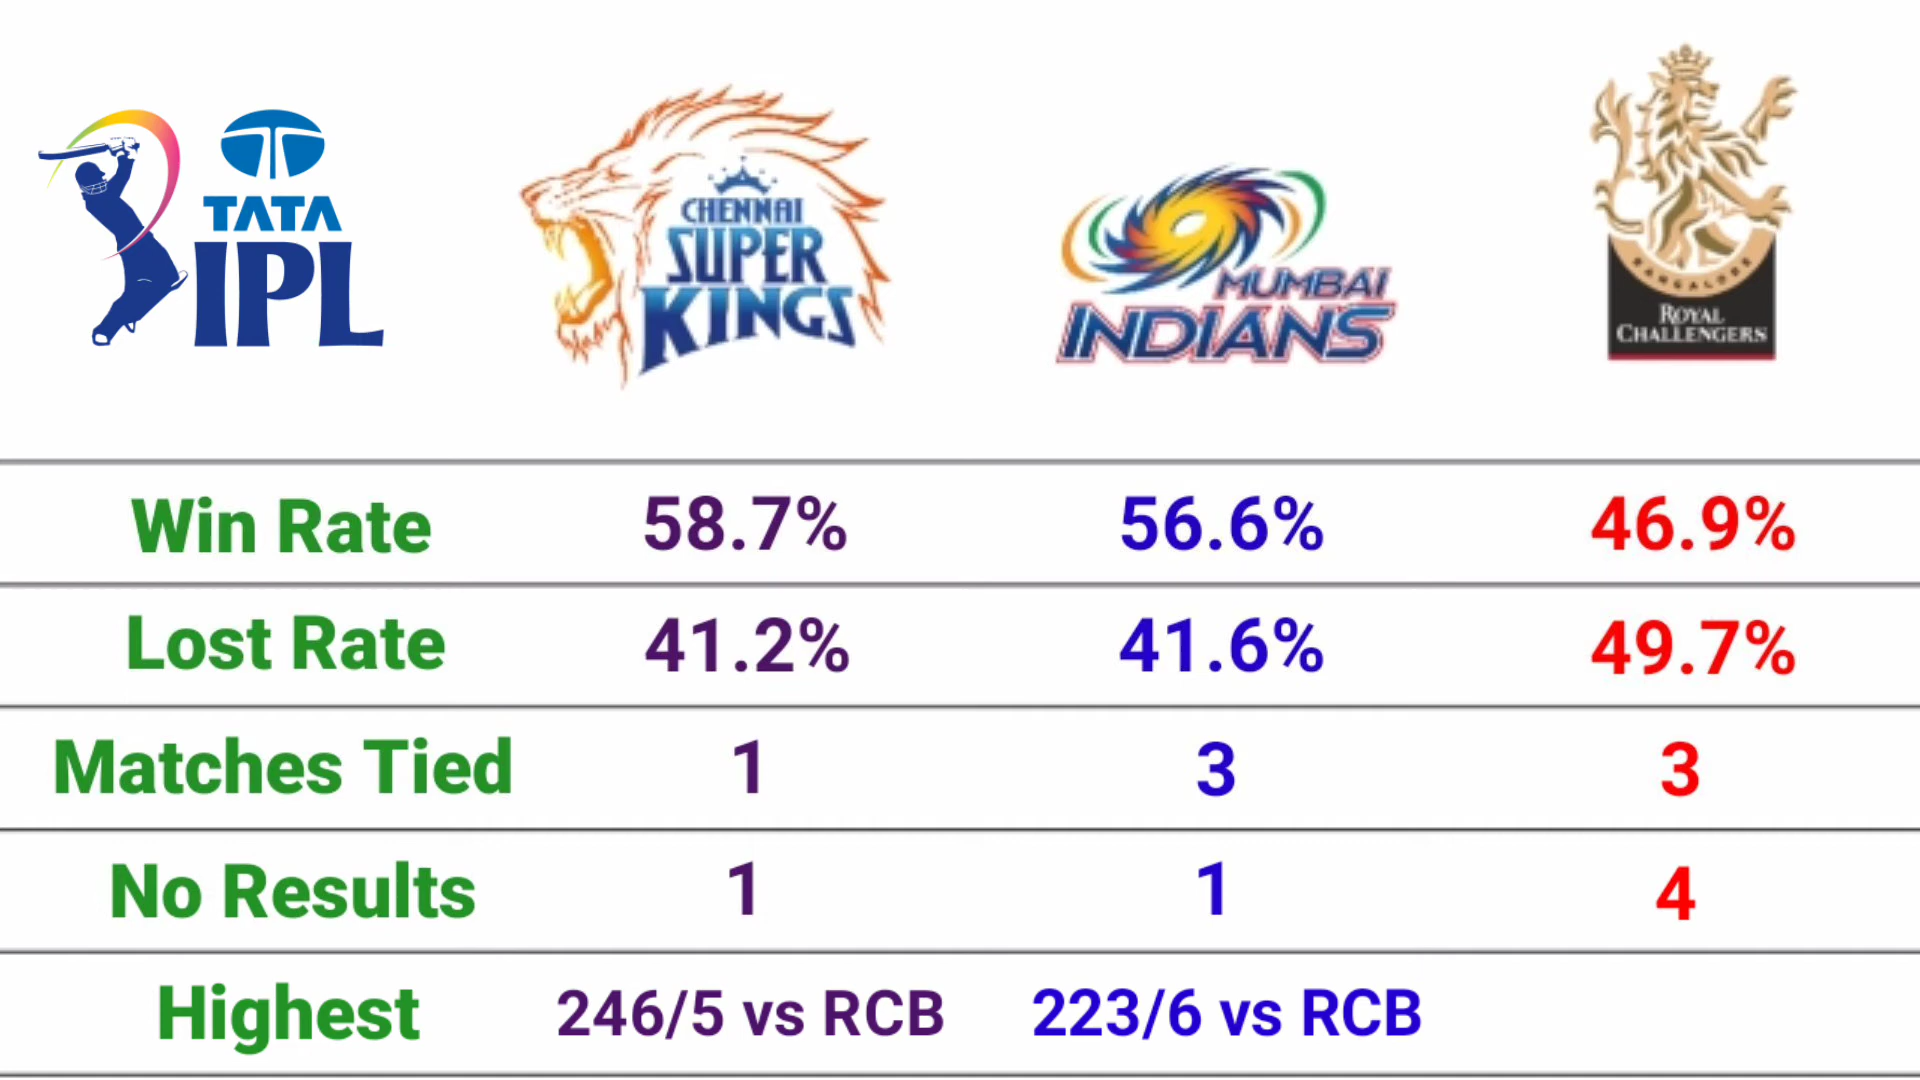 TATA
IPL
CHENNAI
SUPER
KINGS
MUMBAI
INDIANS
BANGALORE
ROYAL
CHALLENGERS
Win Rate 58.7% 56.6% 46.9%
Lost Rate 41.2% 41.6% 49.7%
Matches Tied 1 3 3
No Results 1 1 4
Highest 246/5 vs RCB 223/6 vs RCB